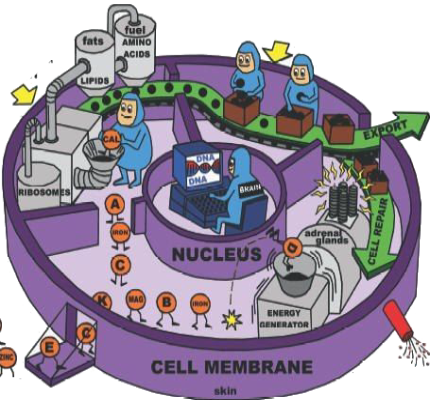 fats
fuel
AMINO
ACIDS
LIPIDS
CAL
RIBOSOMES
DNA
DNA
BRAIN
EXPORT
CELL REPAIR
adrenal
glands
A
IRON
C
NUCLEUS
K
MAG
B
IRON
ENERGY
GENERATOR
E
C
ZINC
CELL MEMBRANE
skin